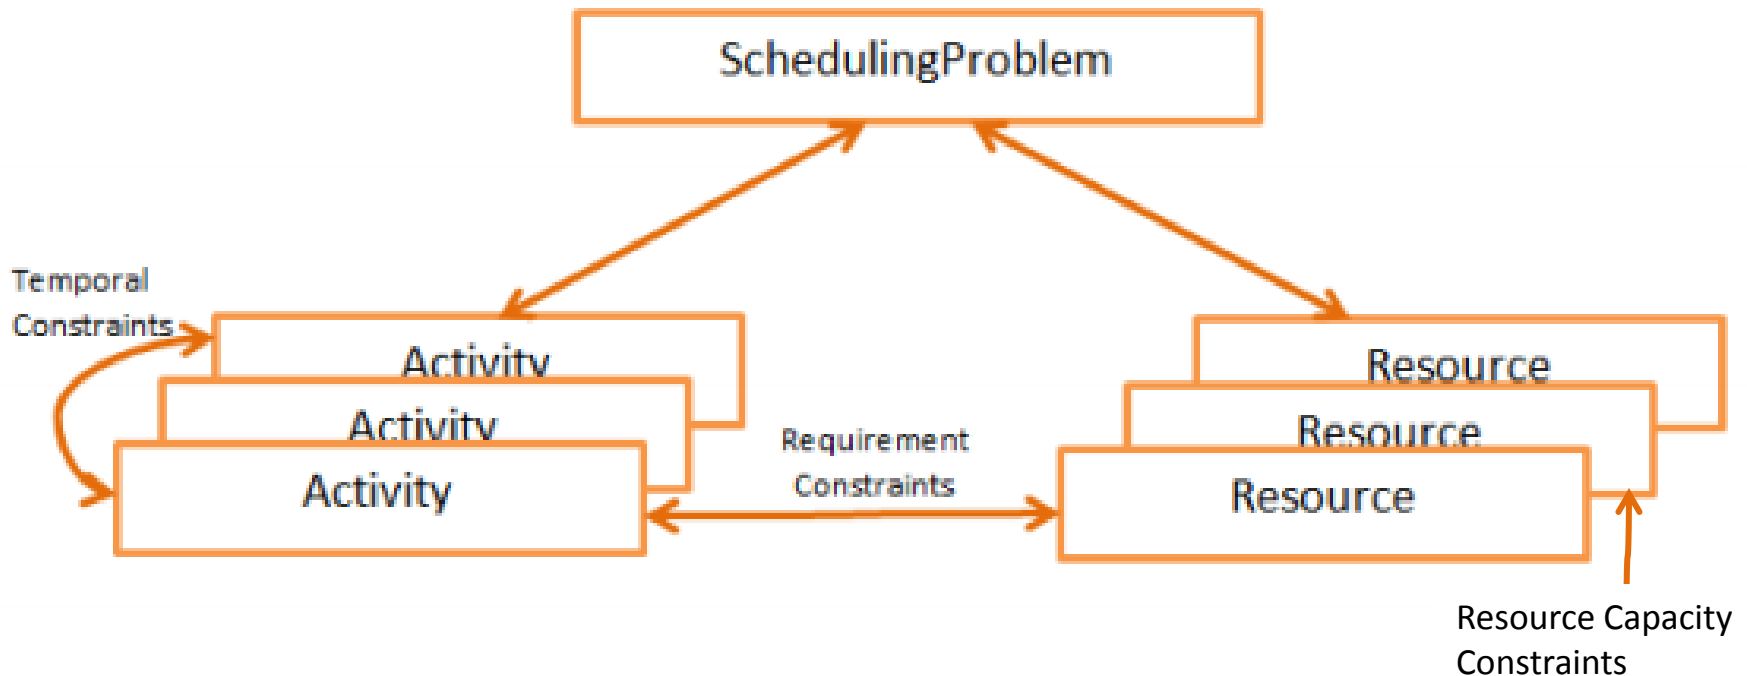 SchedulingProblem
Temporal
Constraints
Activity
Activity
Activity
Requirement
Constraints
Resource
Resource
Resource
Resource Capacity
Constraints